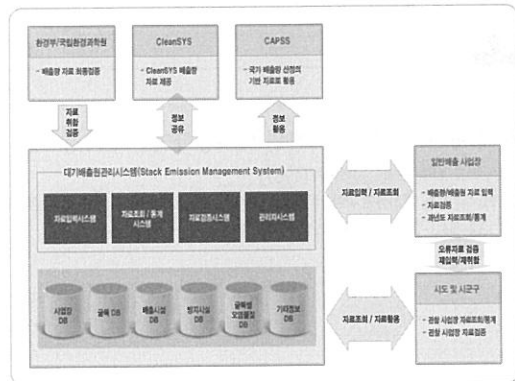 환경부/국립환경과학원
- 배출량 자료 최종검증
CleanSYS
- CleanSYS 배출량
자료 제공
CAPSS
- 국가 배출량 산정의
기반 자료로 활용
자료
취합
검증
정보
공유
정보
활용
대기배출원관리시스템(Stack Emission Management System)
자료입력시스템
자료조회 / 통계
시스템
자료검증시스템
관리자시스템
사업장
DB
굴뚝 DB
배출시설
DB
방지시설
DB
굴뚝별
오염물질
DB
기타정보
DB
자료입력 / 자료조회
일반배출 사업장
- 배출량/배출원 자료 입력
- 자료검증
- 과년도 자료조회/통계
오류자료 검증
재입력/재취합
자료조회 / 자료활용
시도 및 시군구
- 관할 사업장 자료조회/통계
- 관할 사업장 자료검증